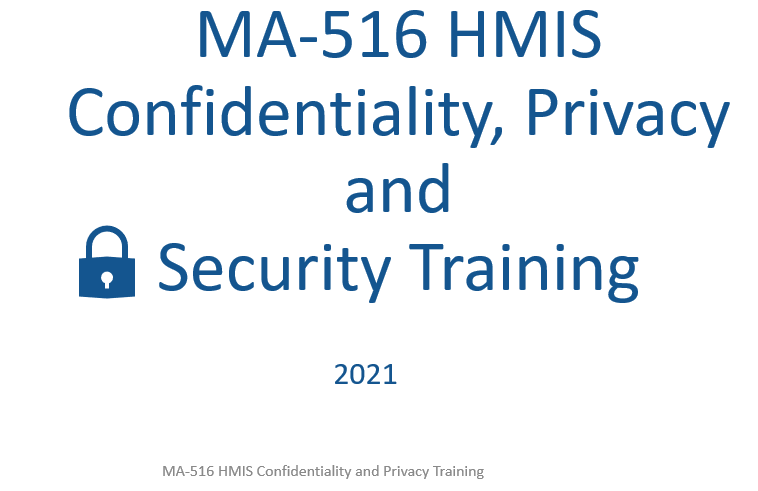 MA-516 HMIS
Confidentiality, Privacy
and
Security Training
2021
MA-516 HMIS Confidentiality and Privacy Training